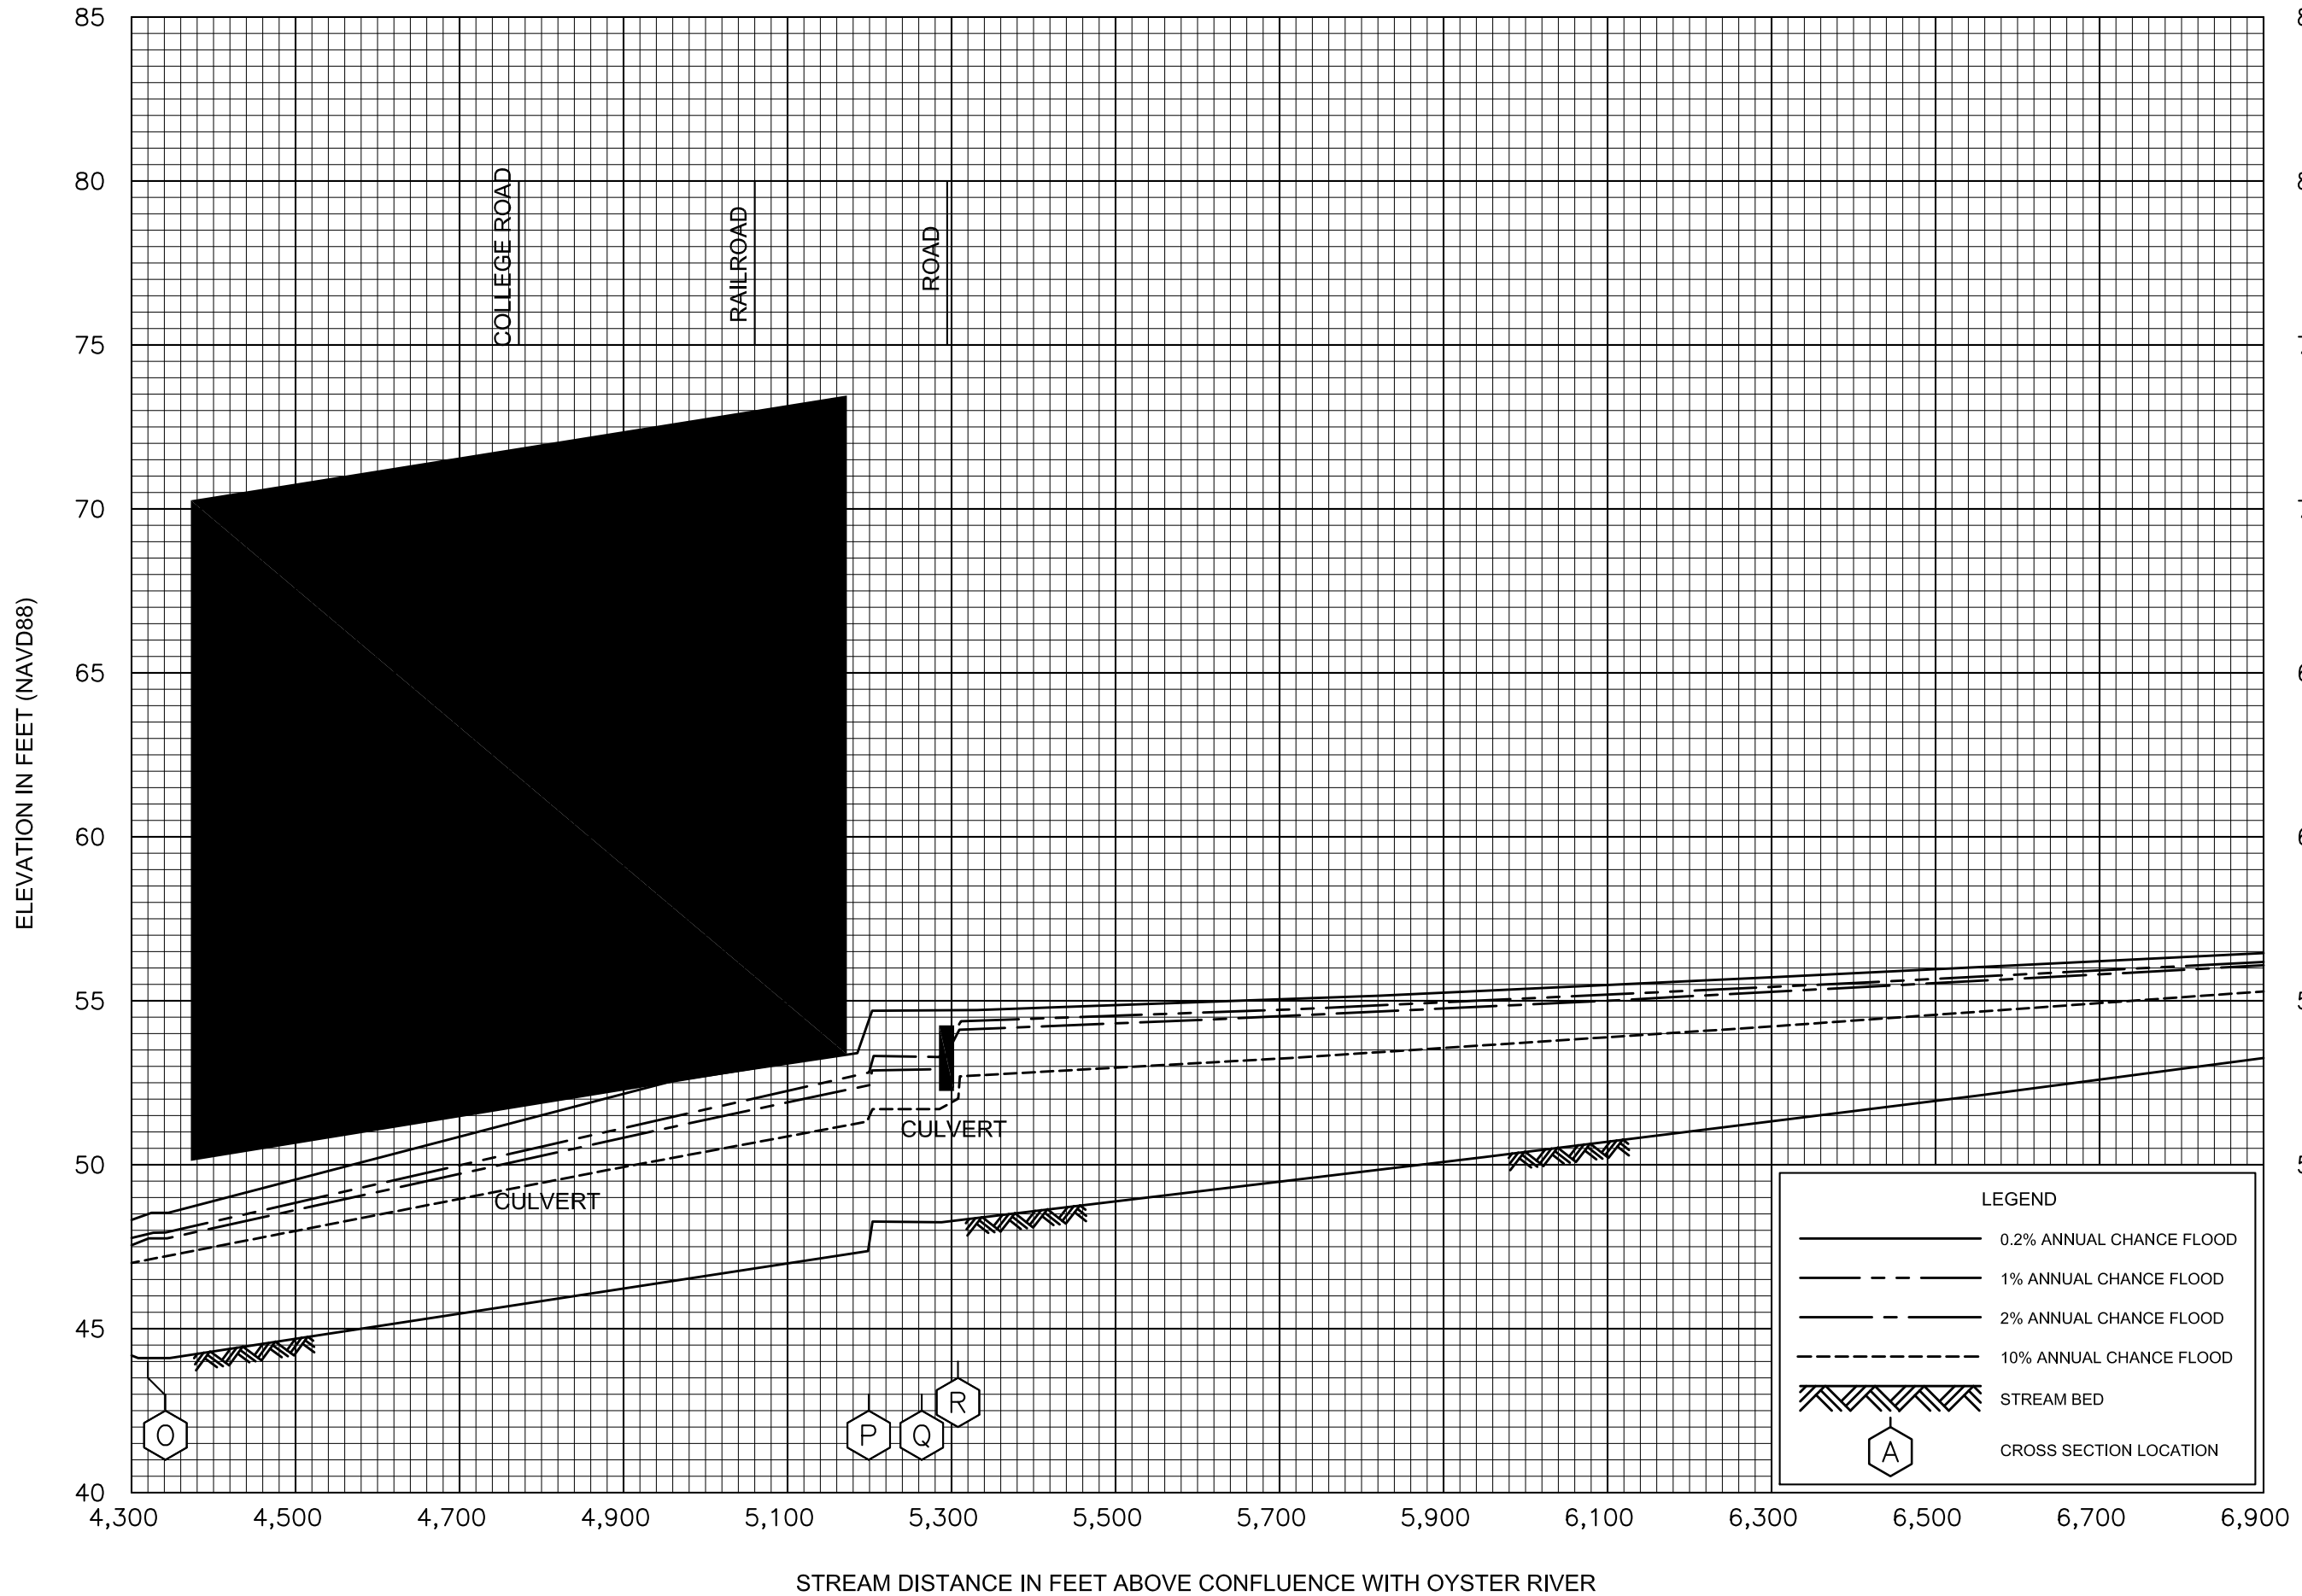 85
80
75
70
65
60
55
50
45
40
ELEVATION IN FEET (NAVD88)
COLLEGE ROAD
RAILROAD
ROAD
CULVERT
CULVERT
O
P
Q
R
LEGEND
0.2% ANNUAL CHANCE FLOOD
1% ANNUAL CHANCE FLOOD
2% ANNUAL CHANCE FLOOD
10% ANNUAL CHANCE FLOOD
STREAM BED
A
CROSS SECTION LOCATION
4,300 4,500 4,700 4,900 5,100 5,300 5,500 5,700 5,900 6,100 6,300 6,500 6,700 6,900
STREAM DISTANCE IN FEET ABOVE CONFLUENCE WITH OYSTER RIVER